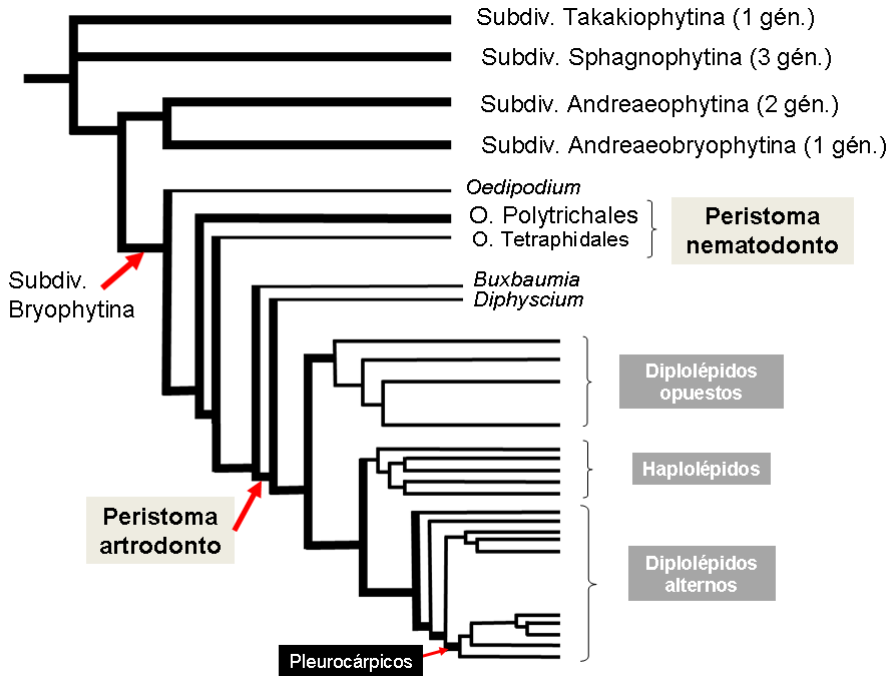 Subdiv. Takakiophytina (1 gén.)
Subdiv. Sphagnophytina (3 gén.)
Subdiv. Andreaeophytina (2 gén.)
Subdiv. Andreaeobryophytina (1 gén.)
Oedipodium
O. Polytrichales
O. Tetraphidales
Peristoma
nematodonto
Subdiv.
Bryophytina
Buxbaumia
Diphyscium
Diplolépidos
opuestos
Haplolépidos
Peristoma
artrodonto
Diplolépidos
alternos
Pleurocárpicos